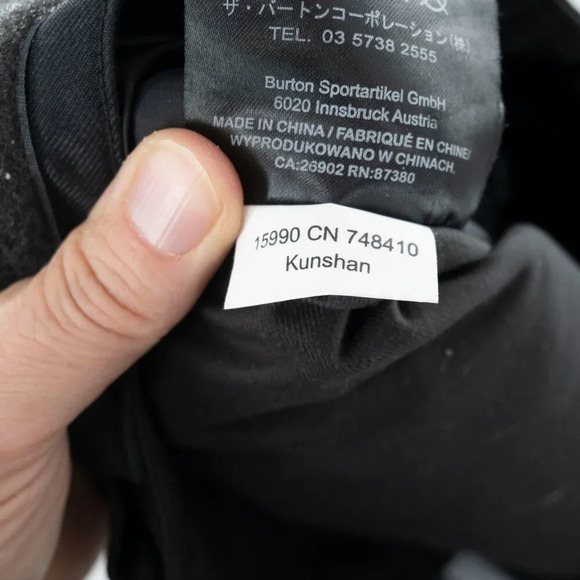 ザ・バートンコーポレーション(株)
TEL. 03 5738 2555
Burton Sportartikel GmbH
6020 Innsbruck Austria
MADE IN CHINA / FABRIQUÉ EN CHINE/
WYPRODUKOWANO W CHINACH.
CA:26902 RN:87380
15990 CN 748410
Kunshan